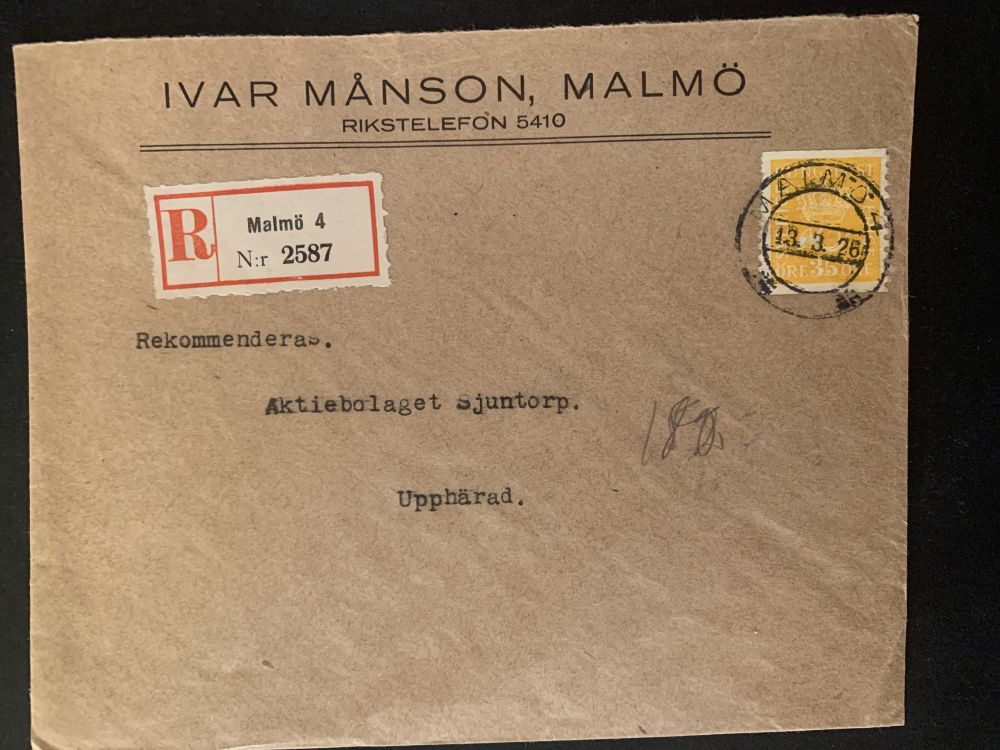 IVAR MÅNSON, MALMÖ
RIKSTELEFON 5410
R
Malmö 4
N:r 2587
MALMÖ 4
13. 3. 26
ÖRE 35 ÖRE
Rekommenderas.
Aktiebolaget Sjuntorp.
Upphärad.